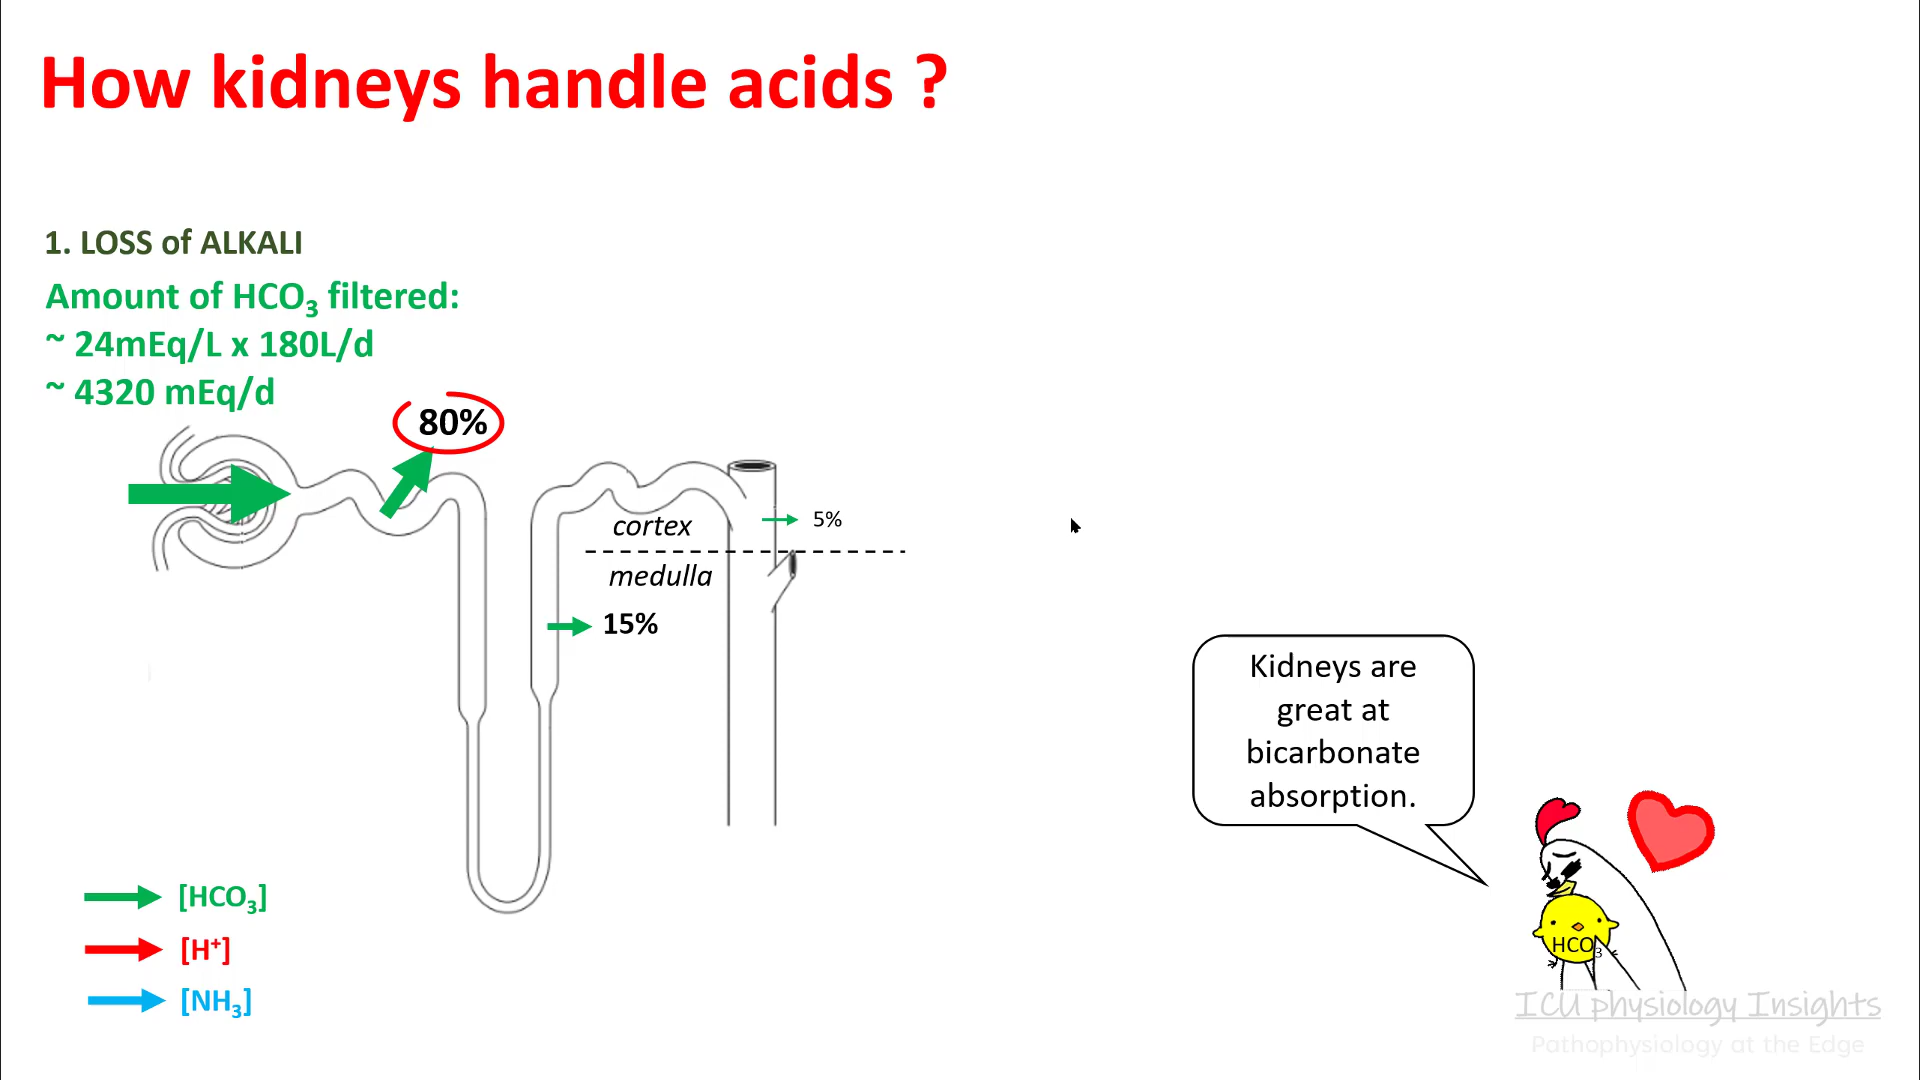 How kidneys handle acids ?
1. LOSS of ALKALI
Amount of HCO₃ filtered:
~ 24mEq/L x 180L/d
~ 4320 mEq/d
80%
cortex
5%
medulla
15%
Kidneys are
great at
bicarbonate
absorption.
[HCO₃]
[H⁺]
[NH₃]
HCO₃
ICU physiology Insights
Pathophysiology at the Edge